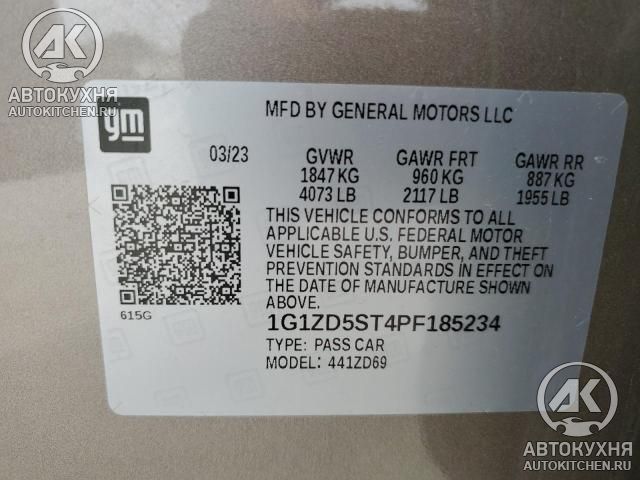 АВТОКУХНЯ
AUTOKITCHEN.RU
gm
MFD BY GENERAL MOTORS LLC
03/23 GVWR GAWR FRT GAWR RR
1847 KG 960 KG 887 KG
4073 LB 2117 LB 1955 LB
THIS VEHICLE CONFORMS TO ALL
APPLICABLE U.S. FEDERAL MOTOR
VEHICLE SAFETY, BUMPER, AND THEFT
PREVENTION STANDARDS IN EFFECT ON
THE DATE OF MANUFACTURE SHOWN
ABOVE.
615G
1G1ZD5ST4PF185234
TYPE: PASS CAR
MODEL: 441ZD69
АК
АВТОКУХНЯ
AUTOKITCHEN.RU